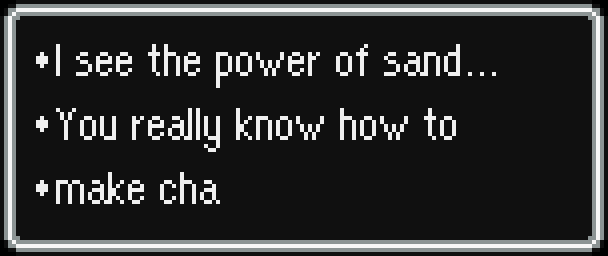 •I see the power of sand...
•You really know how to
•make cha